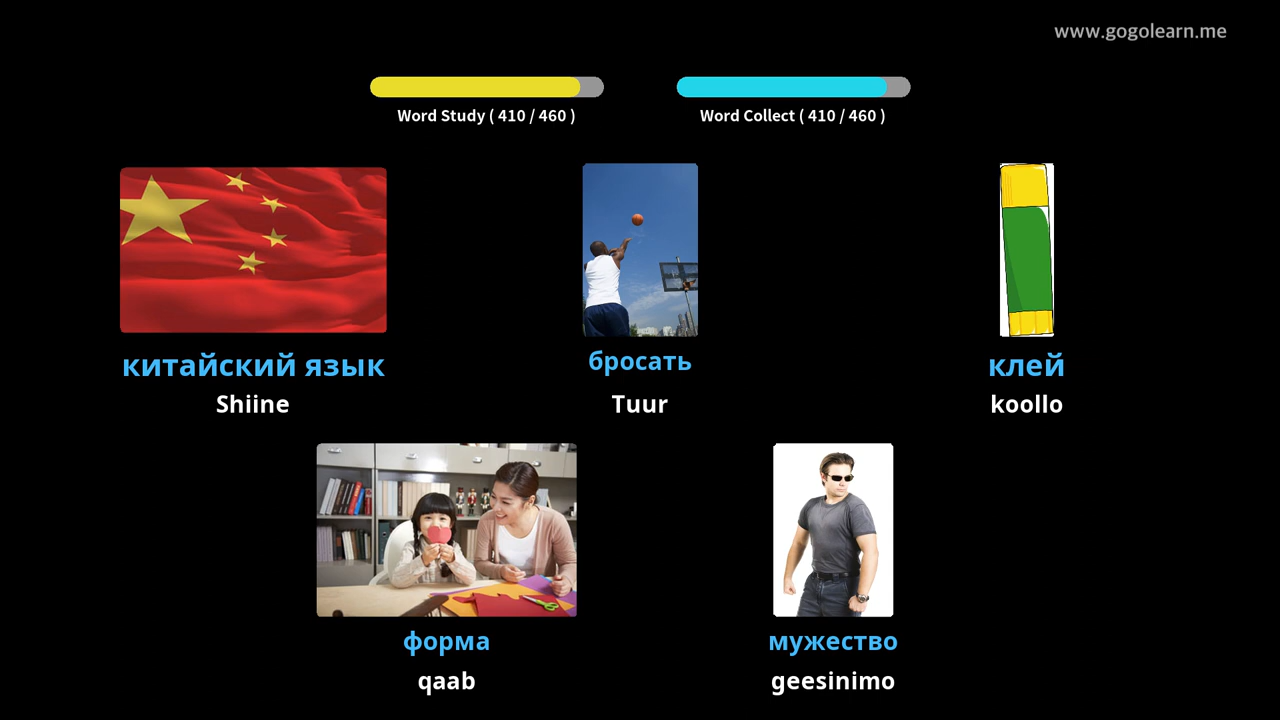 www.gogolearn.me
Word Study ( 410 / 460 )
Word Collect ( 410 / 460 )
китайский язык
Shiine
бросать
Tuur
клей
koollo
форма
qaab
мужество
geesinimo